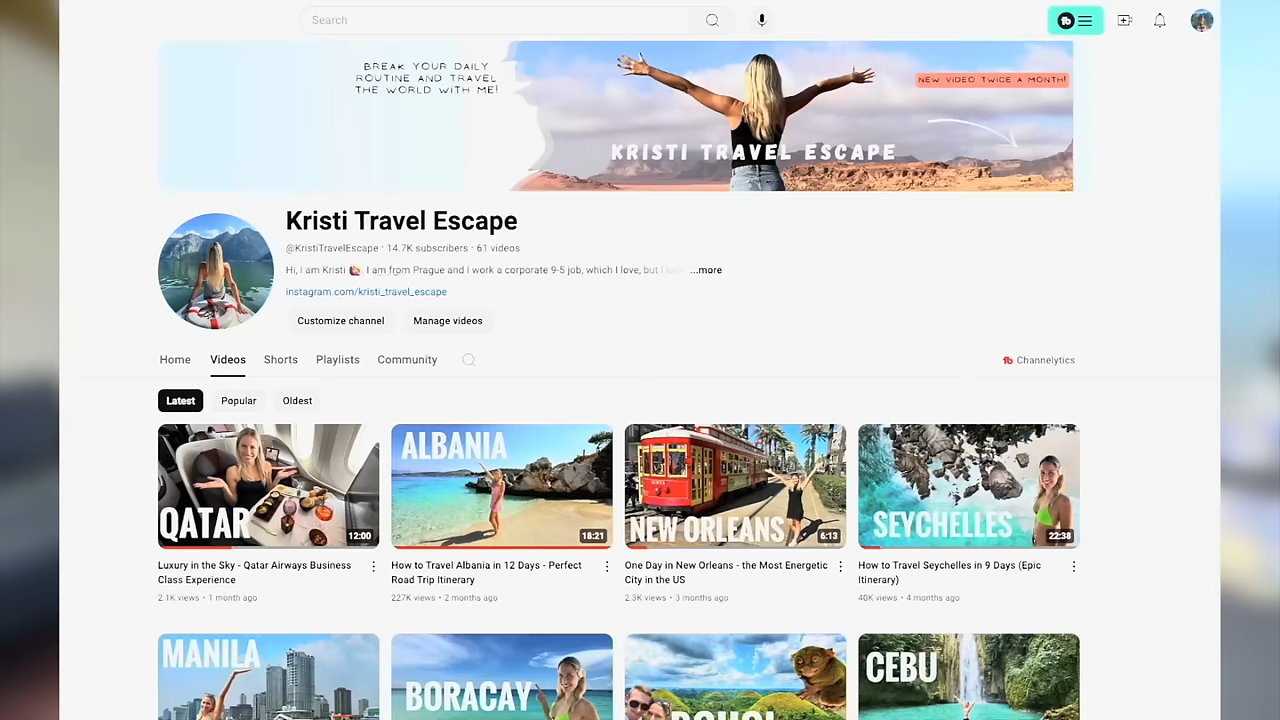 Search
BREAK YOUR DAILY
ROUTINE AND TRAVEL
THE WORLD WITH ME!
NEW VIDEO TWICE A MONTH!
KRISTI TRAVEL ESCAPE
Kristi Travel Escape
@KristiTravelEscape · 14.7K subscribers · 61 videos
Hi, I am Kristi I am from Prague and I work a corporate 9-5 job, which I love, but I ...more
instagram.com/kristi_travel_escape
Customize channel Manage videos
Home Videos Shorts Playlists Community Channelytics
Latest Popular Oldest
QATAR 12:00
ALBANIA 18:21
NEW ORLEANS 6:13
SEYCHELLES 22:38
Luxury in the Sky - Qatar Airways Business
Class Experience
2.1K views · 1 month ago
How to Travel Albania in 12 Days - Perfect
Road Trip Itinerary
227K views · 2 months ago
One Day in New Orleans - the Most Energetic
City in the US
2.3K views · 3 months ago
How to Travel Seychelles in 9 Days (Epic
Itinerary)
40K views · 4 months ago
MANILA
BORACAY
CEBU